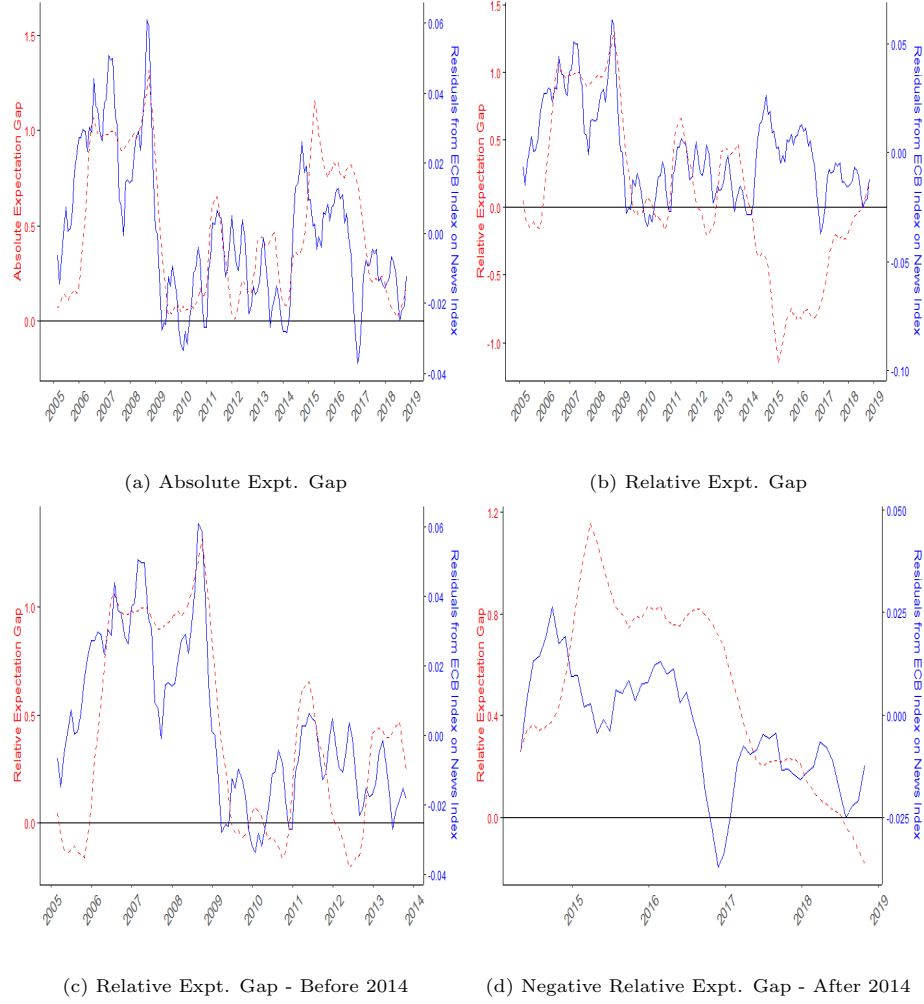 1.5
1.0
0.5
0.0
Absolute Expectation Gap
0.06
0.04
0.02
0.00
-0.02
-0.04
Residuals from ECB Index on News Index
2005 2006 2007 2008 2009 2010 2011 2012 2013 2014 2015 2016 2017 2018 2019
(a) Absolute Expt. Gap
1.5
1.0
0.5
0.0
-0.5
-1.0
Relative Expectation Gap
0.05
0.00
-0.05
-0.10
Residuals from ECB Index on News Index
2005 2006 2007 2008 2009 2010 2011 2012 2013 2014 2015 2016 2017 2018 2019
(b) Relative Expt. Gap
1.0
0.5
0.0
Relative Expectation Gap
0.06
0.04
0.02
0.00
-0.02
-0.04
Residuals from ECB Index on News Index
2005 2006 2007 2008 2009 2010 2011 2012 2013 2014
(c) Relative Expt. Gap - Before 2014
1.2
0.8
0.4
0.0
Relative Expectation Gap
0.050
0.025
0.000
-0.025
Residuals from ECB Index on News Index
2015 2016 2017 2018 2019
(d) Negative Relative Expt. Gap - After 2014